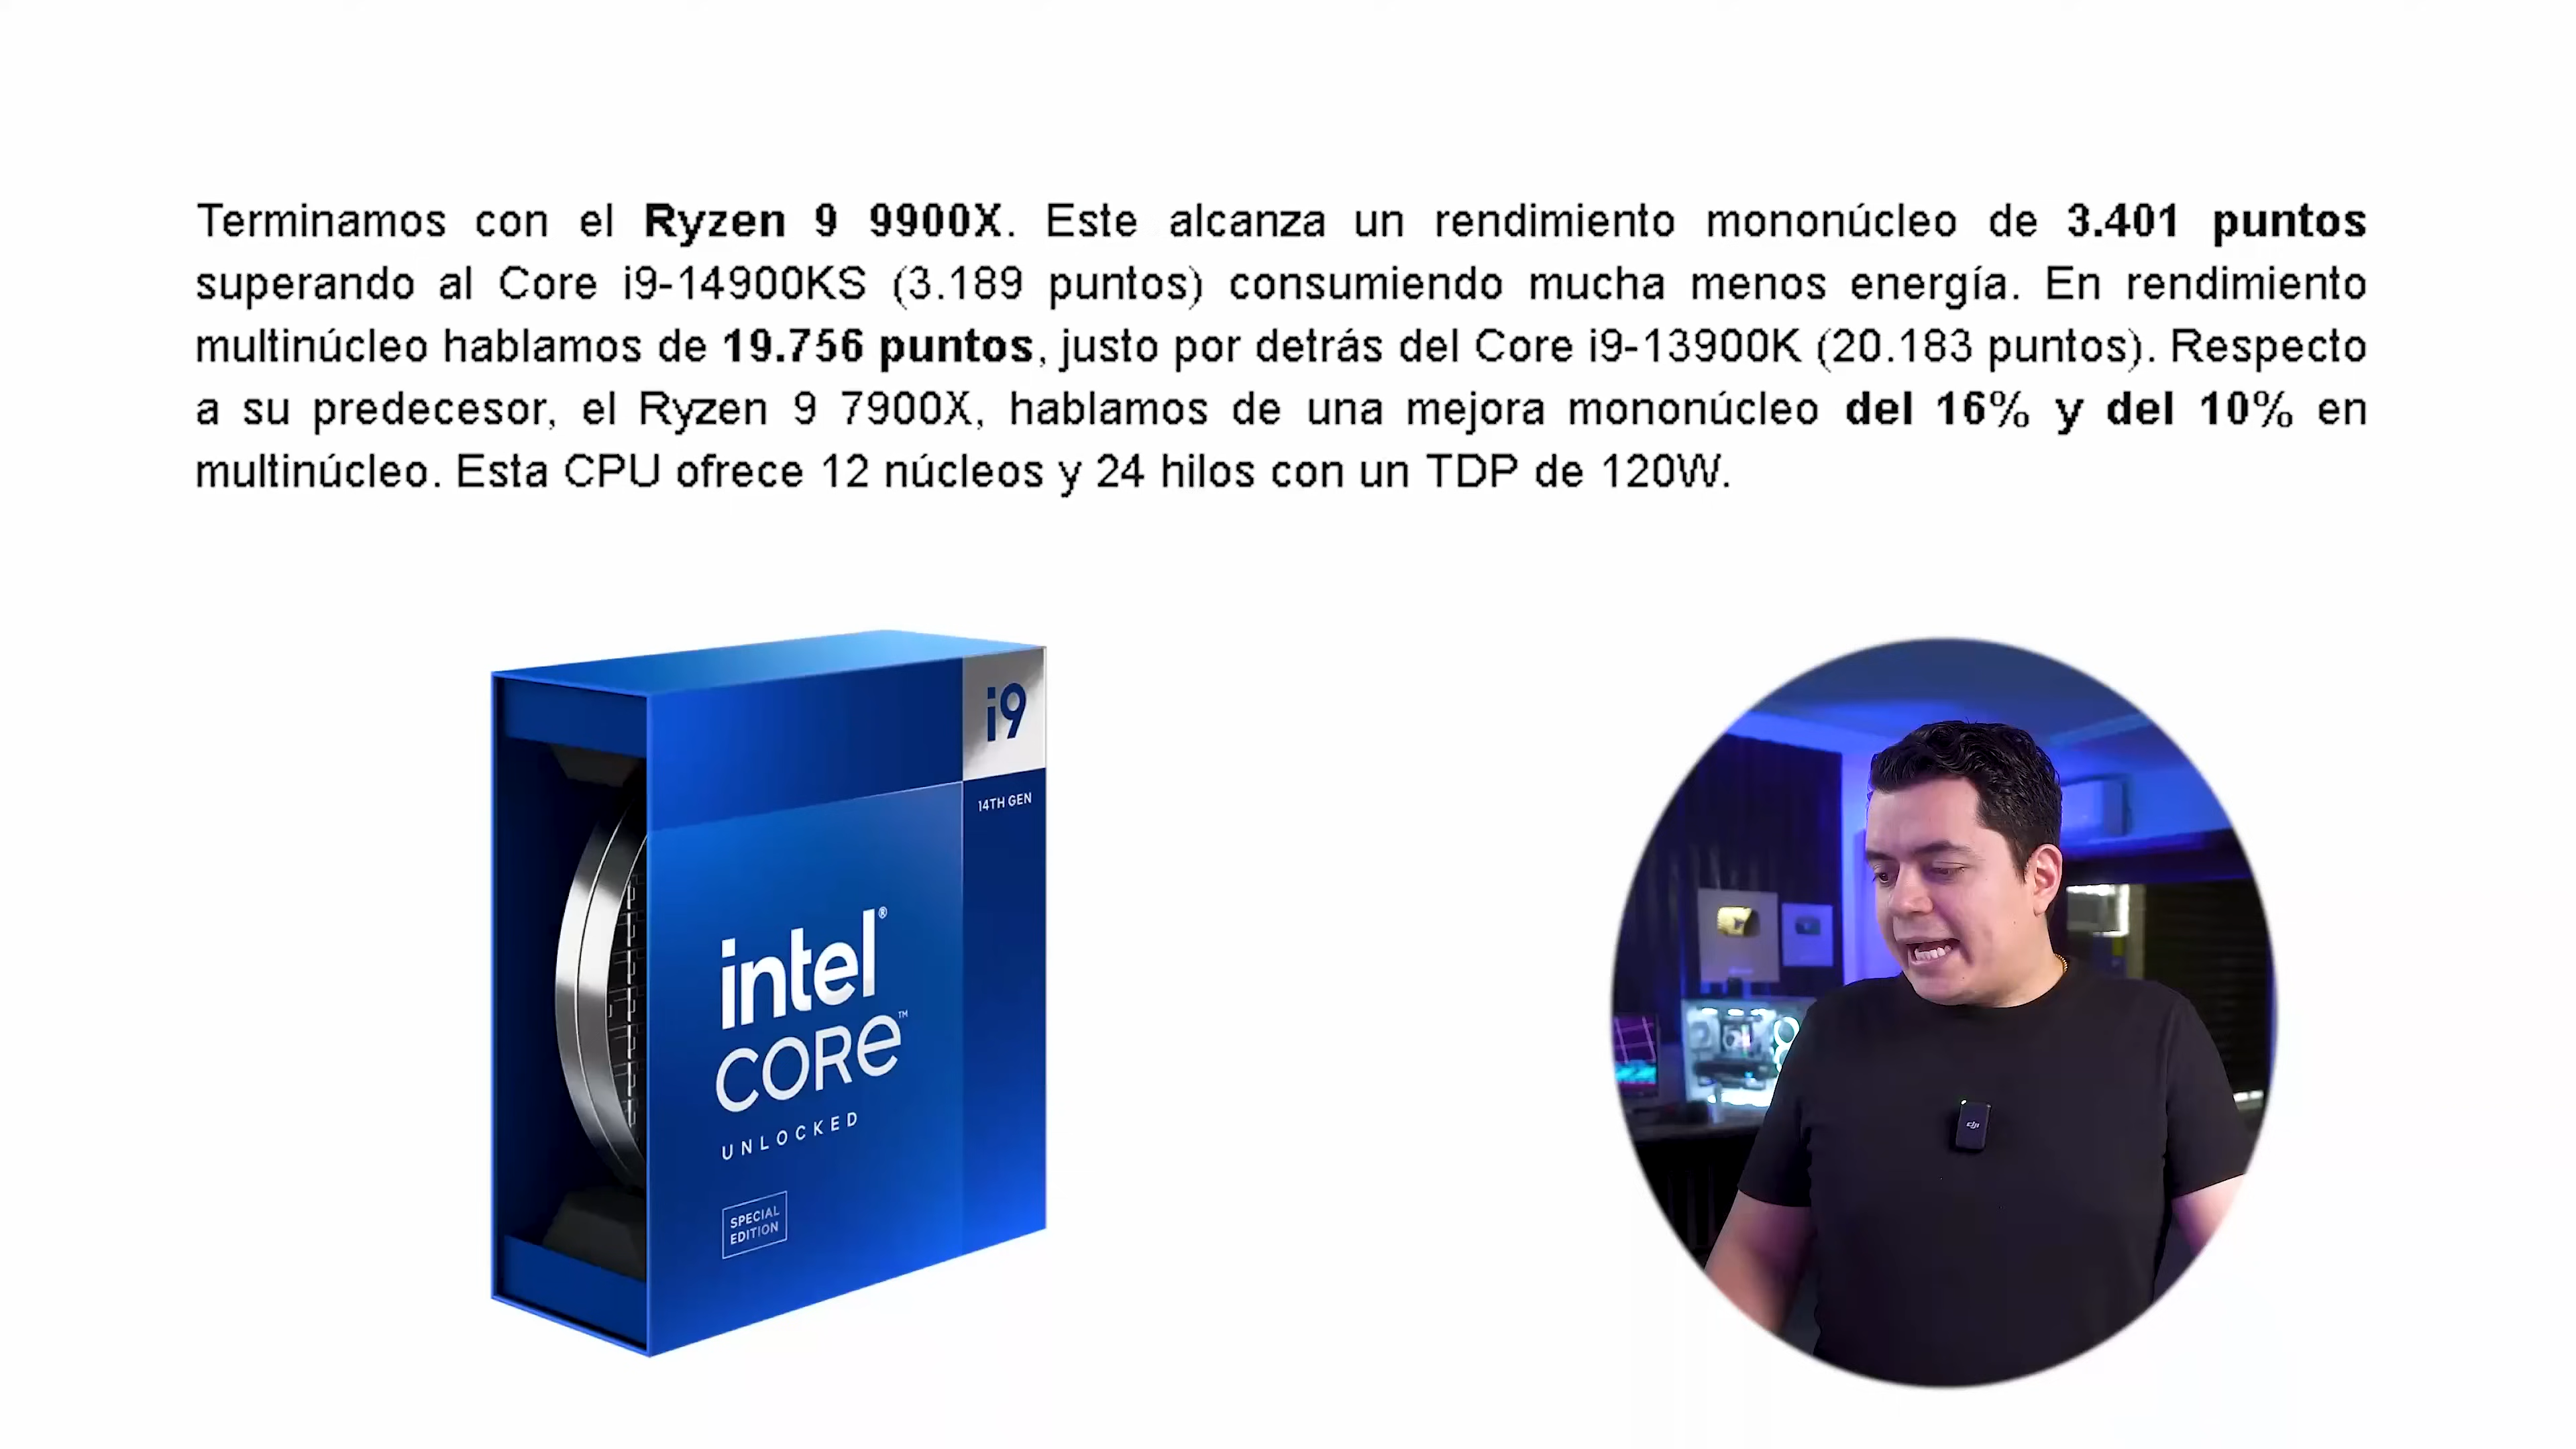 Terminamos con el Ryzen 9 9900X. Este alcanza un rendimiento mononúcleo de 3.401 puntos
superando al Core i9-14900KS (3.189 puntos) consumiendo mucha menos energía. En rendimiento
multinúcleo hablamos de 19.756 puntos, justo por detrás del Core i9-13900K (20.183 puntos). Respecto
a su predecesor, el Ryzen 9 7900X, hablamos de una mejora mononúcleo del 16% y del 10% en
multinúcleo. Esta CPU ofrece 12 núcleos y 24 hilos con un TDP de 120W.
i9
14TH GEN
intel®
CORe™
UNLOCKED
SPECIAL
EDITION
dji